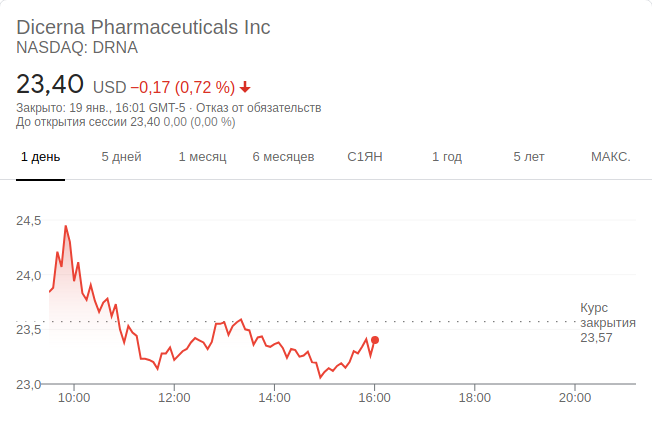 Dicerna Pharmaceuticals Inc
NASDAQ: DRNA
23,40 USD −0,17 (0,72 %)
Закрыто: 19 янв., 16:01 GMT-5 · Отказ от обязательств
До открытия сессии 23,40 0,00 (0,00 %)
1 день 5 дней 1 месяц 6 месяцев С1ЯН 1 год 5 лет МАКС.
24,5
24,0
Курс
закрытия
23,5
23,57
23,0
10:00 12:00 14:00 16:00 18:00 20:00